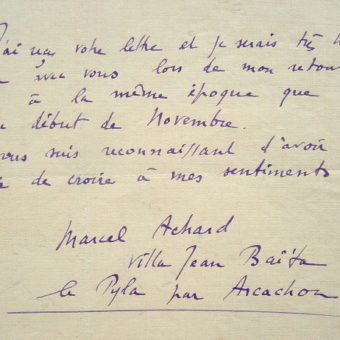 J'ai reçu votre lettre et je serais très h
avec vous lors de mon retour
à la même époque que
début de Novembre.
vous suis reconnaissant d'avoir
de croire à mes sentiments
Marcel Achard
Villa Jean Baïta
le Pyla par Arcachon